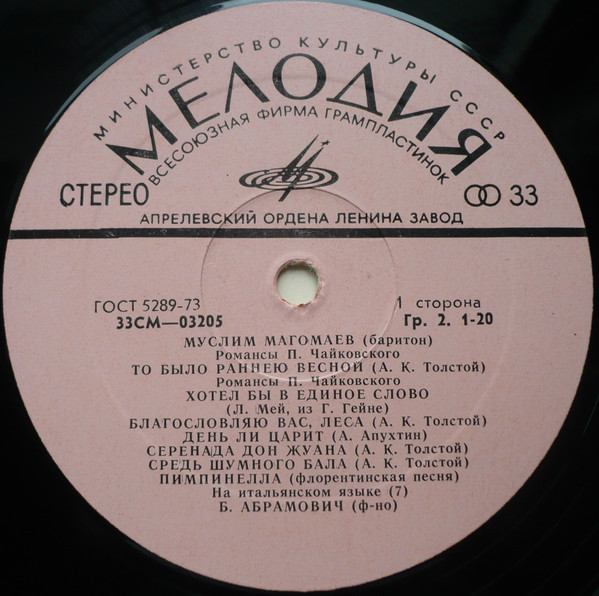 МИНИСТЕРСТВО КУЛЬТУРЫ СССР
МЕЛОДИЯ
ВСЕСОЮЗНАЯ ФИРМА ГРАМПЛАСТИНОК
СТЕРЕО
33
АПРЕЛЕВСКИЙ ОРДЕНА ЛЕНИНА ЗАВОД
ГОСТ 5289-73
33СМ—03205
1 сторона
Гр. 2. 1-20
МУСЛИМ МАГОМАЕВ (баритон)
Романсы П. Чайковского
ТО БЫЛО РАННЕЮ ВЕСНОЙ (А. К. Толстой)
Романсы П. Чайковского
ХОТЕЛ БЫ В ЕДИНОЕ СЛОВО
(Л. Мей, из Г. Гейне)
БЛАГОСЛОВЛЯЮ ВАС, ЛЕСА (А. К. Толстой)
ДЕНЬ ЛИ ЦАРИТ (А. Апухтин)
СЕРЕНАДА ДОН ЖУАНА (А. К. Толстой)
СРЕДЬ ШУМНОГО БАЛА (А. К. Толстой)
ПИМПИНЕЛЛА (флорентинская песня)
На итальянском языке (7)
Б. АБРАМОВИЧ (ф-но)